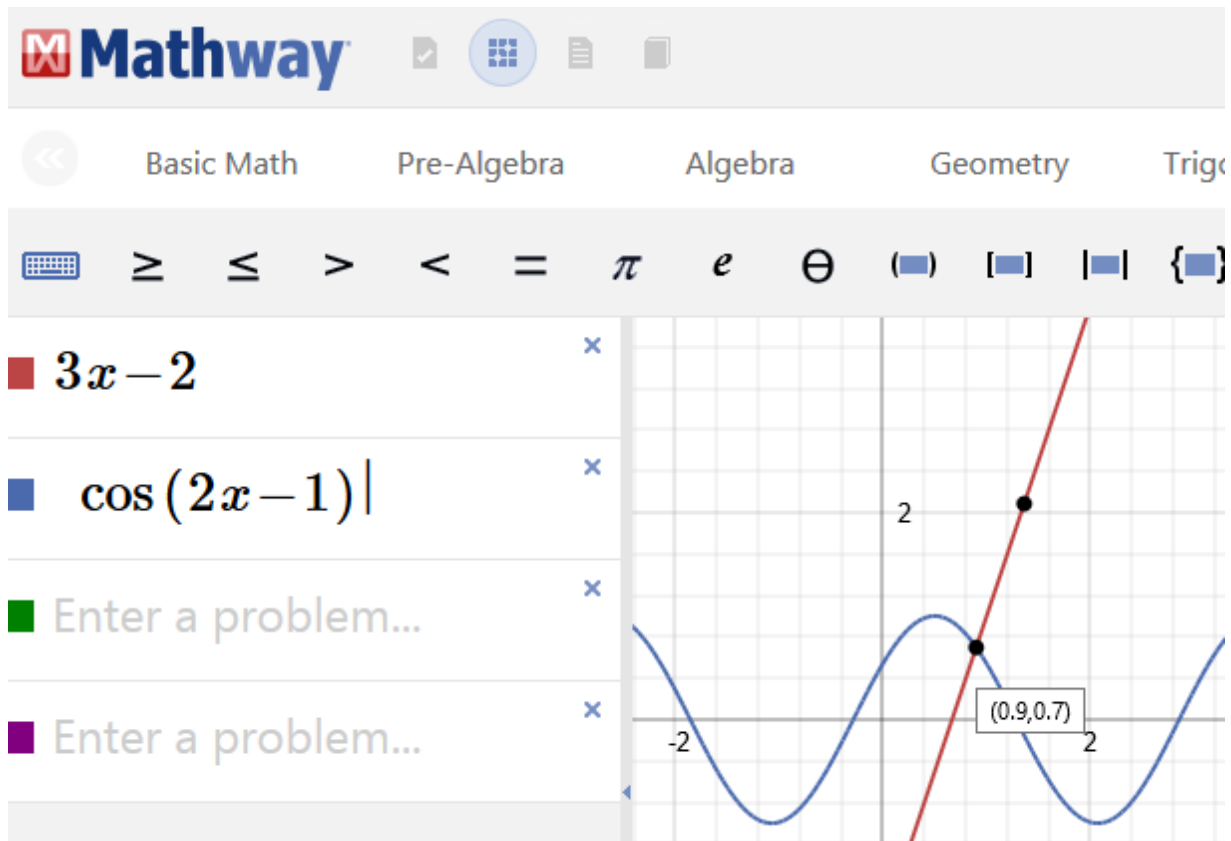 Mathway
Basic Math Pre-Algebra Algebra Geometry Trigo
≥ ≤ > < = π e Θ (■) [■] |■| {■}
3x−2
cos(2x−1)
Enter a problem...
Enter a problem...
2
(0.9,0.7)
-2 2